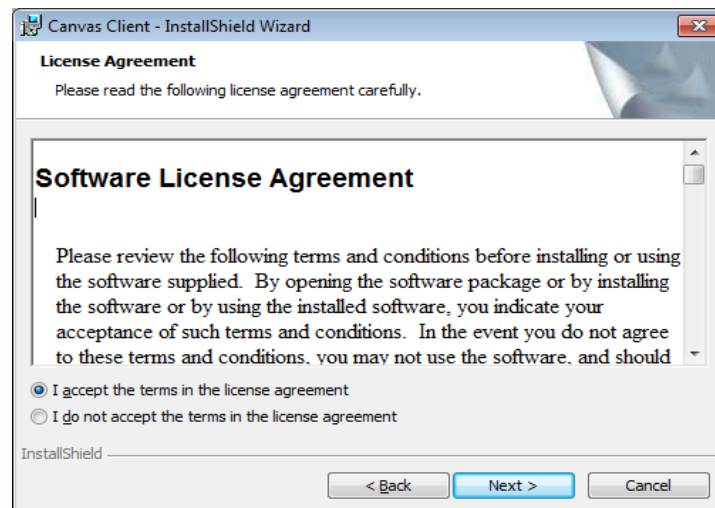 Canvas Client - InstallShield Wizard
License Agreement
Please read the following license agreement carefully.
Software License Agreement
Please review the following terms and conditions before installing or using
the software supplied.  By opening the software package or by installing
the software or by using the installed software, you indicate your
acceptance of such terms and conditions.  In the event you do not agree
to these terms and conditions, you may not use the software, and should
I accept the terms in the license agreement
I do not accept the terms in the license agreement
InstallShield
< Back
Next >
Cancel